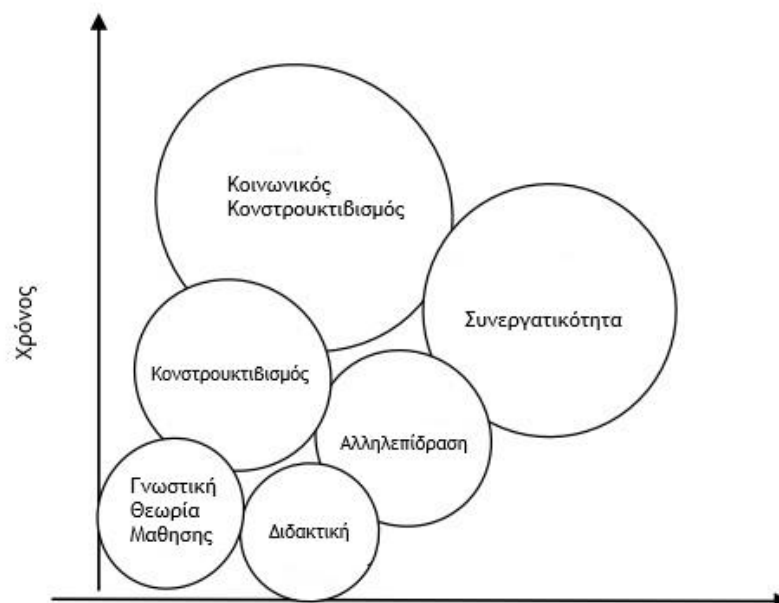 Κοινωνικός
Κονστρουκτιβισμός
Συνεργατικότητα
Χρόνος
Κονστρουκτιβισμός
Αλληλεπίδραση
Γνωστική
Θεωρία
Μαθησης
Διδακτική